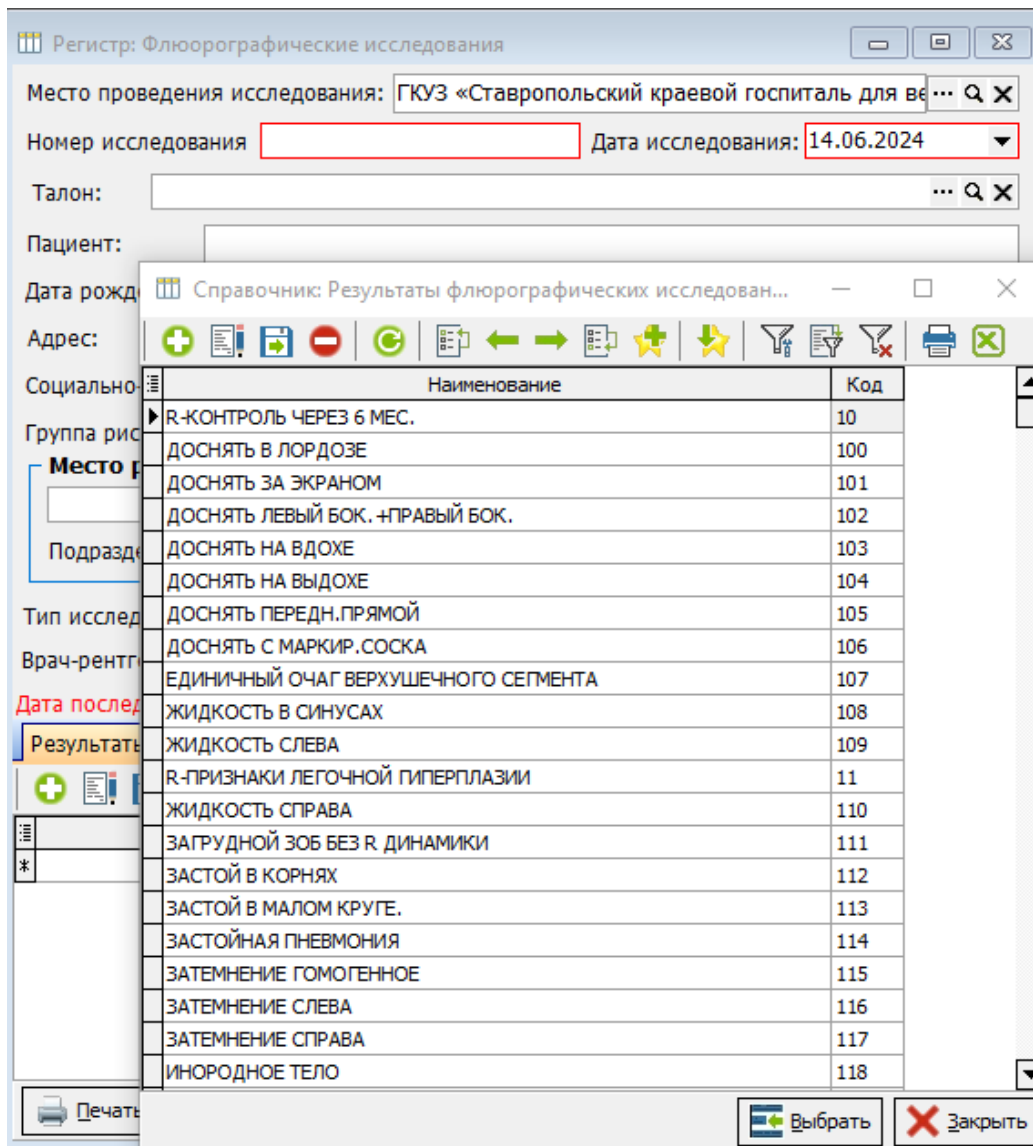 Регистр: Флюорографические исследования
Место проведения исследования: ГКУЗ «Ставропольский краевой госпиталь для ве
Номер исследования Дата исследования: 14.06.2024
Талон:
Пациент:
Дата рожд
Справочник: Результаты флюрографических исследован...
Адрес:
Социально-
Наименование Код
R-КОНТРОЛЬ ЧЕРЕЗ 6 МЕС. 10
Группа рис
ДОСНЯТЬ В ЛОРДОЗЕ 100
Место р
ДОСНЯТЬ ЗА ЭКРАНОМ 101
ДОСНЯТЬ ЛЕВЫЙ БОК.+ПРАВЫЙ БОК. 102
Подразде
ДОСНЯТЬ НА ВДОХЕ 103
ДОСНЯТЬ НА ВЫДОХЕ 104
Тип исслед
ДОСНЯТЬ ПЕРЕДН.ПРЯМОЙ 105
ДОСНЯТЬ С МАРКИР.СОСКА 106
Врач-рентг
ЕДИНИЧНЫЙ ОЧАГ ВЕРХУШЕЧНОГО СЕГМЕНТА 107
Дата послед
ЖИДКОСТЬ В СИНУСАХ 108
Результать
ЖИДКОСТЬ СЛЕВА 109
R-ПРИЗНАКИ ЛЕГОЧНОЙ ГИПЕРПЛАЗИИ 11
ЖИДКОСТЬ СПРАВА 110
ЗАГРУДНОЙ ЗОБ БЕЗ R ДИНАМИКИ 111
ЗАСТОЙ В КОРНЯХ 112
ЗАСТОЙ В МАЛОМ КРУГЕ. 113
ЗАСТОЙНАЯ ПНЕВМОНИЯ 114
ЗАТЕМНЕНИЕ ГОМОГЕННОЕ 115
ЗАТЕМНЕНИЕ СЛЕВА 116
ЗАТЕМНЕНИЕ СПРАВА 117
ИНОРОДНОЕ ТЕЛО 118
Печать
Выбрать Закрыть